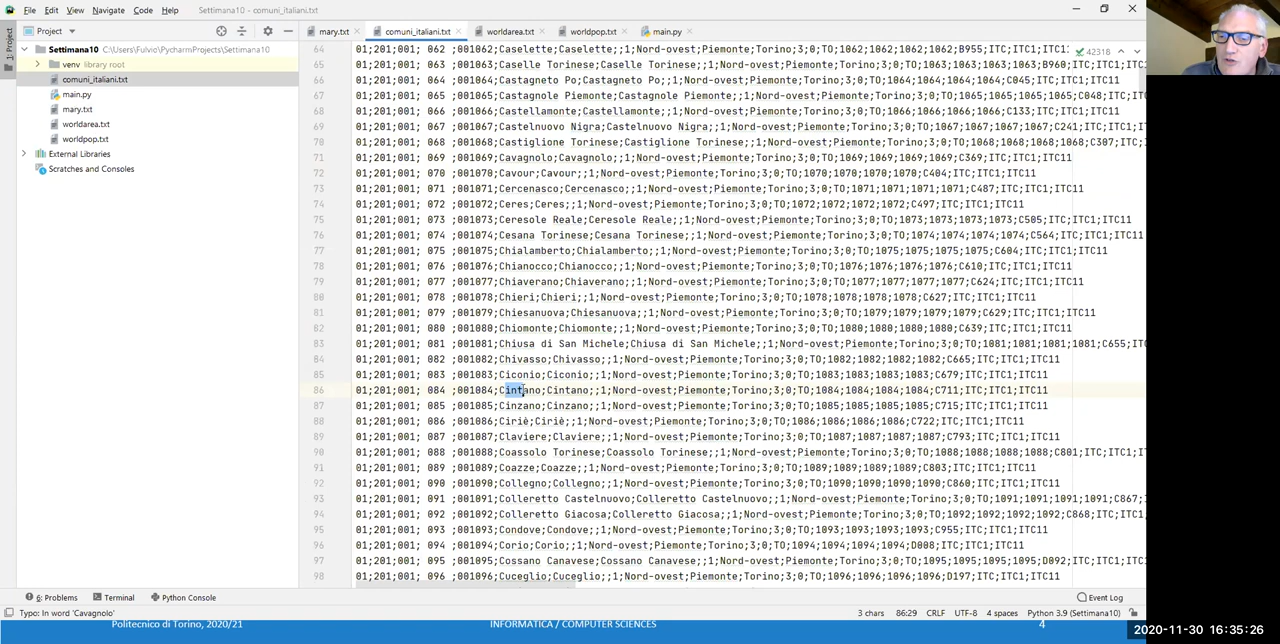 File Edit View Navigate Code Help Settimana10 - comuni_italiani.txt
Project
mary.txt comuni_italiani.txt worldarea.txt worldpop.txt main.py
1: Project
Settimana10 C:\Users\Fulvio\PycharmProjects\Settimana10
venv library root
comuni_italiani.txt
main.py
mary.txt
worldarea.txt
worldpop.txt
External Libraries
Scratches and Consoles
42318
64 01;201;001; 062 ;001062;Caselette;Caselette;;1;Nord-ovest;Piemonte;Torino;3;0;TO;1062;1062;1062;1062;B955;ITC;ITC1;
65 01;201;001; 063 ;001063;Caselle Torinese;Caselle Torinese;;1;Nord-ovest;Piemonte;Torino;3;0;TO;1063;1063;1063;1063;B960;ITC;ITC1
66 01;201;001; 064 ;001064;Castagneto Po;Castagneto Po;;1;Nord-ovest;Piemonte;Torino;3;0;TO;1064;1064;1064;1064;C045;ITC;ITC1;ITC11
67 01;201;001; 065 ;001065;Castagnole Piemonte;Castagnole Piemonte;;1;Nord-ovest;Piemonte;Torino;3;0;TO;1065;1065;1065;1065;C048;ITC;IT
68 01;201;001; 066 ;001066;Castellamonte;Castellamonte;;1;Nord-ovest;Piemonte;Torino;3;0;TO;1066;1066;1066;1066;C133;ITC;ITC1;ITC11
69 01;201;001; 067 ;001067;Castelnuovo Nigra;Castelnuovo Nigra;;1;Nord-ovest;Piemonte;Torino;3;0;TO;1067;1067;1067;1067;C241;ITC;ITC1
70 01;201;001; 068 ;001068;Castiglione Torinese;Castiglione Torinese;;1;Nord-ovest;Piemonte;Torino;3;0;TO;1068;1068;1068;1068;C307;ITC;
71 01;201;001; 069 ;001069;Cavagnolo;Cavagnolo;;1;Nord-ovest;Piemonte;Torino;3;0;TO;1069;1069;1069;1069;C369;ITC;ITC1;ITC11
72 01;201;001; 070 ;001070;Cavour;Cavour;;1;Nord-ovest;Piemonte;Torino;3;0;TO;1070;1070;1070;1070;C404;ITC;ITC1;ITC11
73 01;201;001; 071 ;001071;Cercenasco;Cercenasco;;1;Nord-ovest;Piemonte;Torino;3;0;TO;1071;1071;1071;1071;C487;ITC;ITC1;ITC11
74 01;201;001; 072 ;001072;Ceres;Ceres;;1;Nord-ovest;Piemonte;Torino;3;0;TO;1072;1072;1072;1072;C497;ITC;ITC1;ITC11
75 01;201;001; 073 ;001073;Ceresole Reale;Ceresole Reale;;1;Nord-ovest;Piemonte;Torino;3;0;TO;1073;1073;1073;1073;C505;ITC;ITC1;ITC11
76 01;201;001; 074 ;001074;Cesana Torinese;Cesana Torinese;;1;Nord-ovest;Piemonte;Torino;3;0;TO;1074;1074;1074;1074;C564;ITC;ITC1;ITC11
77 01;201;001; 075 ;001075;Chialamberto;Chialamberto;;1;Nord-ovest;Piemonte;Torino;3;0;TO;1075;1075;1075;1075;C604;ITC;ITC1;ITC11
78 01;201;001; 076 ;001076;Chianocco;Chianocco;;1;Nord-ovest;Piemonte;Torino;3;0;TO;1076;1076;1076;1076;C610;ITC;ITC1;ITC11
79 01;201;001; 077 ;001077;Chiaverano;Chiaverano;;1;Nord-ovest;Piemonte;Torino;3;0;TO;1077;1077;1077;1077;C624;ITC;ITC1;ITC11
80 01;201;001; 078 ;001078;Chieri;Chieri;;1;Nord-ovest;Piemonte;Torino;3;0;TO;1078;1078;1078;1078;C627;ITC;ITC1;ITC11
81 01;201;001; 079 ;001079;Chiesanuova;Chiesanuova;;1;Nord-ovest;Piemonte;Torino;3;0;TO;1079;1079;1079;1079;C629;ITC;ITC1;ITC11
82 01;201;001; 080 ;001080;Chiomonte;Chiomonte;;1;Nord-ovest;Piemonte;Torino;3;0;TO;1080;1080;1080;1080;C639;ITC;ITC1;ITC11
83 01;201;001; 081 ;001081;Chiusa di San Michele;Chiusa di San Michele;;1;Nord-ovest;Piemonte;Torino;3;0;TO;1081;1081;1081;1081;C655;ITC
84 01;201;001; 082 ;001082;Chivasso;Chivasso;;1;Nord-ovest;Piemonte;Torino;3;0;TO;1082;1082;1082;1082;C665;ITC;ITC1;ITC11
85 01;201;001; 083 ;001083;Ciconio;Ciconio;;1;Nord-ovest;Piemonte;Torino;3;0;TO;1083;1083;1083;1083;C679;ITC;ITC1;ITC11
86 01;201;001; 084 ;001084;Cintano;Cintano;;1;Nord-ovest;Piemonte;Torino;3;0;TO;1084;1084;1084;1084;C711;ITC;ITC1;ITC11
87 01;201;001; 085 ;001085;Cinzano;Cinzano;;1;Nord-ovest;Piemonte;Torino;3;0;TO;1085;1085;1085;1085;C715;ITC;ITC1;ITC11
88 01;201;001; 086 ;001086;Ciriè;Ciriè;;1;Nord-ovest;Piemonte;Torino;3;0;TO;1086;1086;1086;1086;C722;ITC;ITC1;ITC11
89 01;201;001; 087 ;001087;Claviere;Claviere;;1;Nord-ovest;Piemonte;Torino;3;0;TO;1087;1087;1087;1087;C793;ITC;ITC1;ITC11
90 01;201;001; 088 ;001088;Coassolo Torinese;Coassolo Torinese;;1;Nord-ovest;Piemonte;Torino;3;0;TO;1088;1088;1088;1088;C801;ITC;ITC1
91 01;201;001; 089 ;001089;Coazze;Coazze;;1;Nord-ovest;Piemonte;Torino;3;0;TO;1089;1089;1089;1089;C803;ITC;ITC1;ITC11
92 01;201;001; 090 ;001090;Collegno;Collegno;;1;Nord-ovest;Piemonte;Torino;3;0;TO;1090;1090;1090;1090;C860;ITC;ITC1;ITC11
93 01;201;001; 091 ;001091;Colleretto Castelnuovo;Colleretto Castelnuovo;;1;Nord-ovest;Piemonte;Torino;3;0;TO;1091;1091;1091;1091;C867;
94 01;201;001; 092 ;001092;Colleretto Giacosa;Colleretto Giacosa;;1;Nord-ovest;Piemonte;Torino;3;0;TO;1092;1092;1092;1092;C868;ITC;ITC1
95 01;201;001; 093 ;001093;Condove;Condove;;1;Nord-ovest;Piemonte;Torino;3;0;TO;1093;1093;1093;1093;C955;ITC;ITC1;ITC11
96 01;201;001; 094 ;001094;Corio;Corio;;1;Nord-ovest;Piemonte;Torino;3;0;TO;1094;1094;1094;1094;D008;ITC;ITC1;ITC11
97 01;201;001; 095 ;001095;Cossano Canavese;Cossano Canavese;;1;Nord-ovest;Piemonte;Torino;3;0;TO;1095;1095;1095;1095;D092;ITC;ITC1;
98 01;201;001; 096 ;001096;Cuceglio;Cuceglio;;1;Nord-ovest;Piemonte;Torino;3;0;TO;1096;1096;1096;1096;D197;ITC;ITC1;ITC11
6: Problems Terminal Python Console Event Log
Typo: In word 'Cavagnolo' 3 chars 86:29 CRLF UTF-8 4 spaces Python 3.9 (Settimana10)
Politecnico di Torino, 2020/21 INFORMATICA / COMPUTER SCIENCES 4
2020-11-30 16:35:26